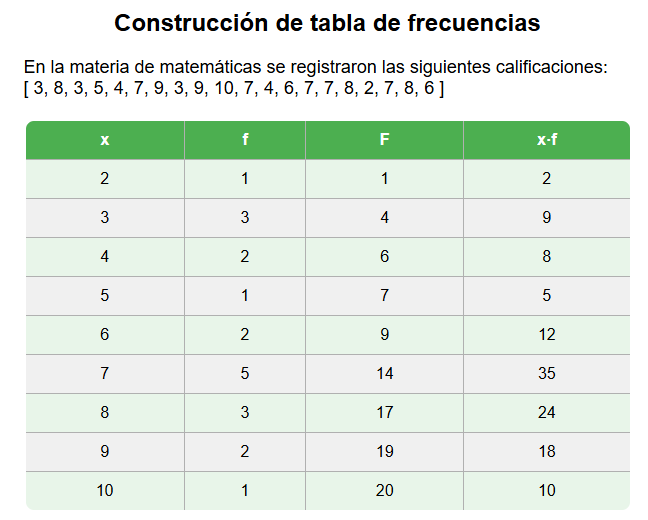 Construcción de tabla de frecuencias
En la materia de matemáticas se registraron las siguientes calificaciones:
[ 3, 8, 3, 5, 4, 7, 9, 3, 9, 10, 7, 4, 6, 7, 7, 8, 2, 7, 8, 6 ]
x f F x·f
2 1 1 2
3 3 4 9
4 2 6 8
5 1 7 5
6 2 9 12
7 5 14 35
8 3 17 24
9 2 19 18
10 1 20 10